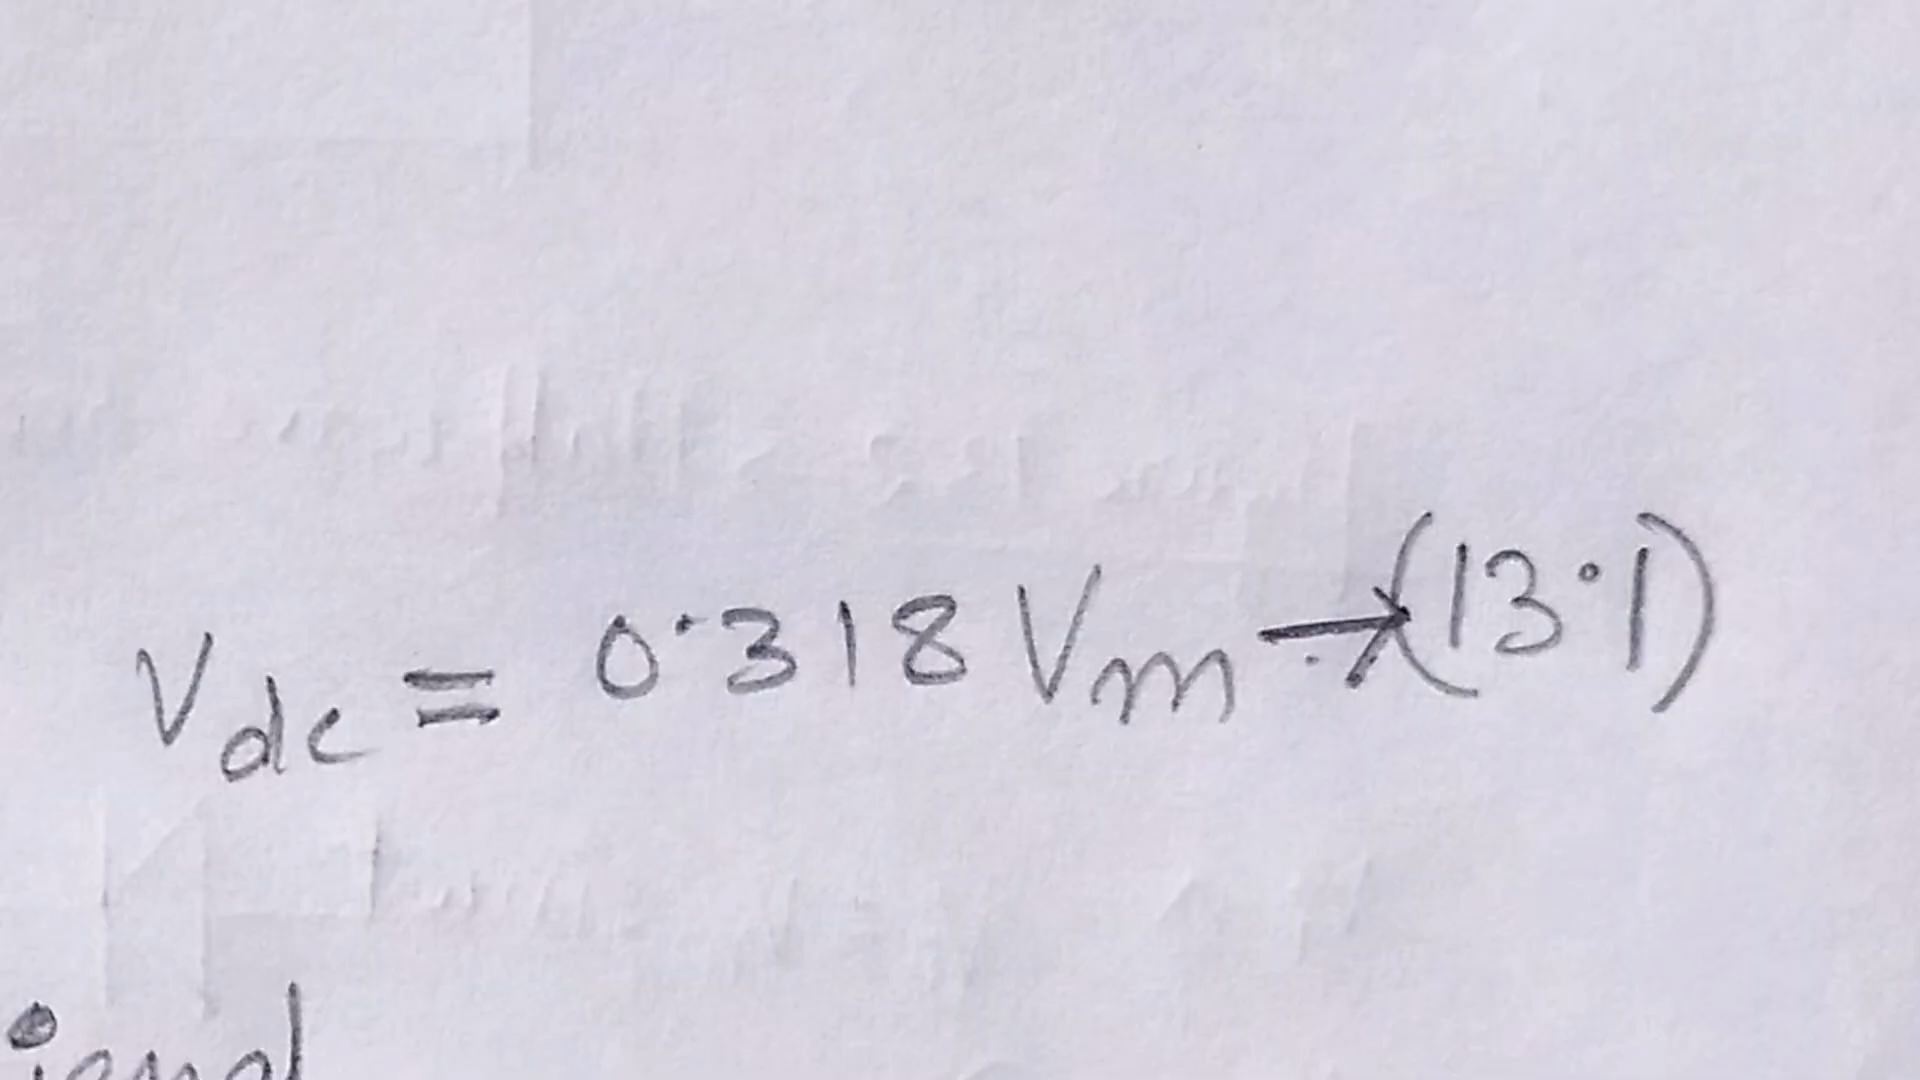 Vdc = 0.318 Vm → (13.1)